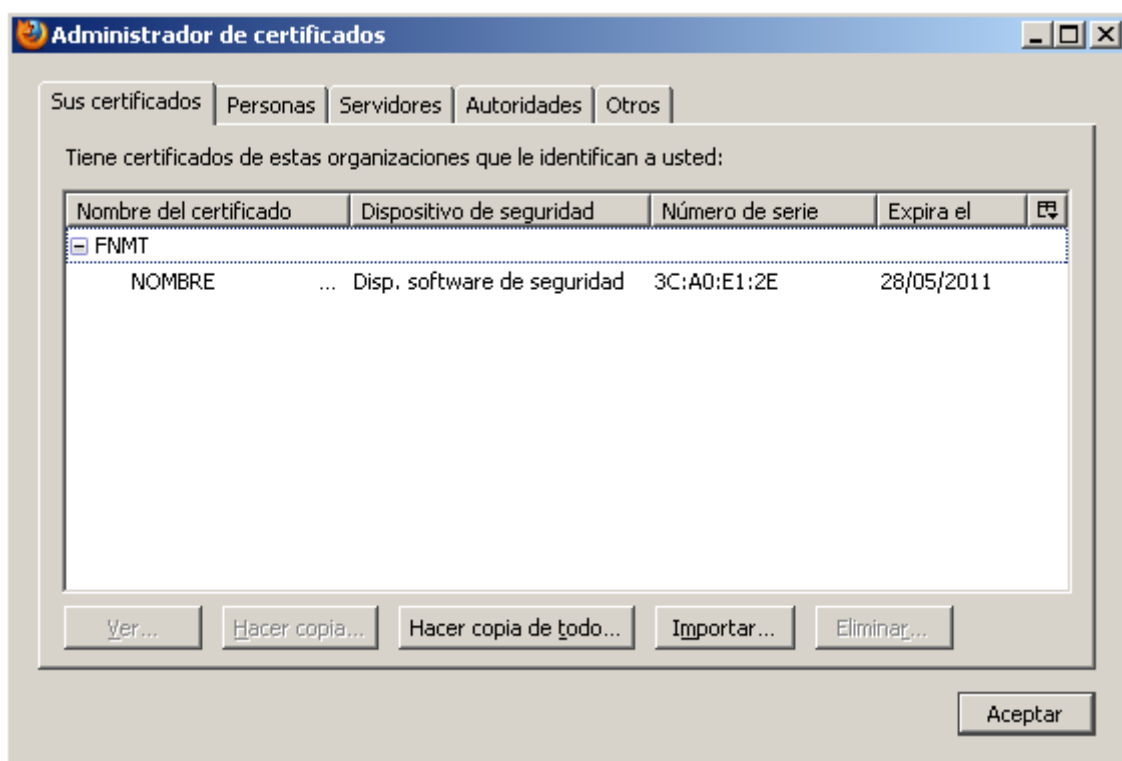 Administrador de certificados
Sus certificados Personas Servidores Autoridades Otros
Tiene certificados de estas organizaciones que le identifican a usted:
Nombre del certificado Dispositivo de seguridad Número de serie Expira el
FNMT
NOMBRE ... Disp. software de seguridad 3C:A0:E1:2E 28/05/2011
Ver... Hacer copia... Hacer copia de todo... Importar... Eliminar...
Aceptar